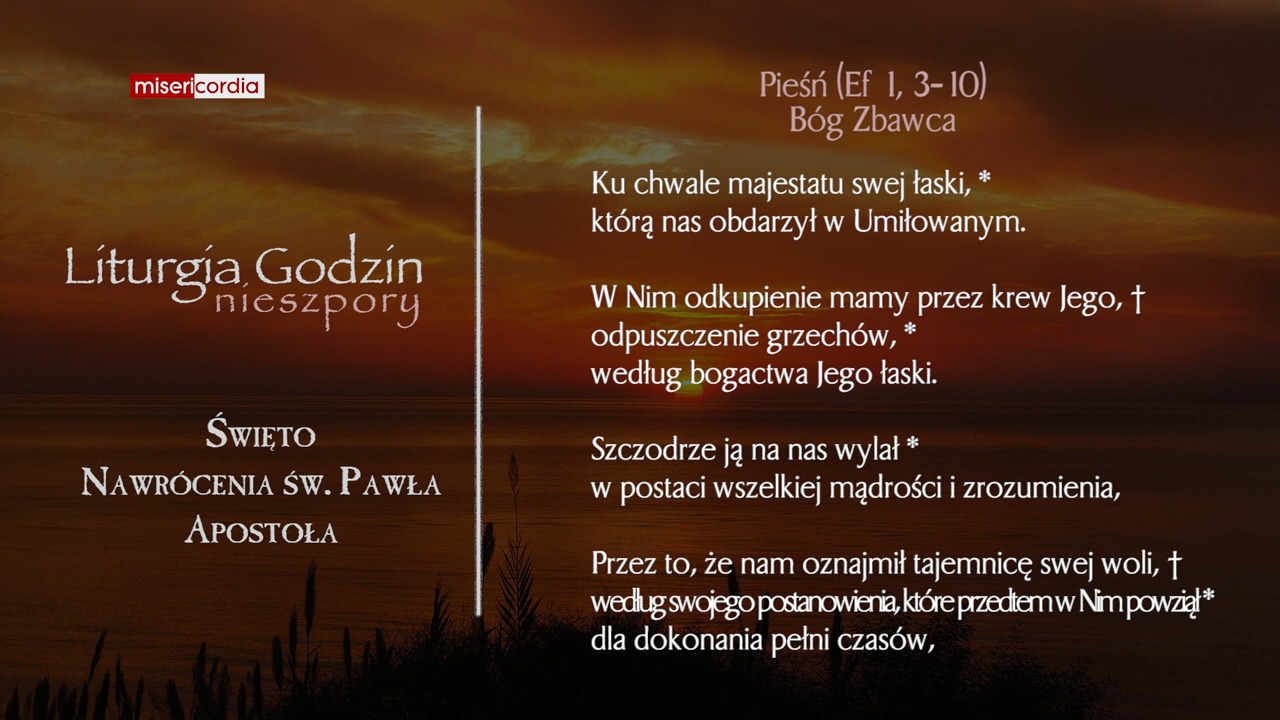 misericordia
Liturgia Godzin
nieszpory
Święto
Nawrócenia św. Pawła
Apostoła
Pieśń (Ef 1, 3-10)
Bóg Zbawca
Ku chwale majestatu swej łaski, *
którą nas obdarzył w Umiłowanym.
W Nim odkupienie mamy przez krew Jego, †
odpuszczenie grzechów, *
według bogactwa Jego łaski.
Szczodrze ją na nas wylał *
w postaci wszelkiej mądrości i zrozumienia,
Przez to, że nam oznajmił tajemnicę swej woli, †
według swojego postanowienia, które przedtem w Nim powziął *
dla dokonania pełni czasów,